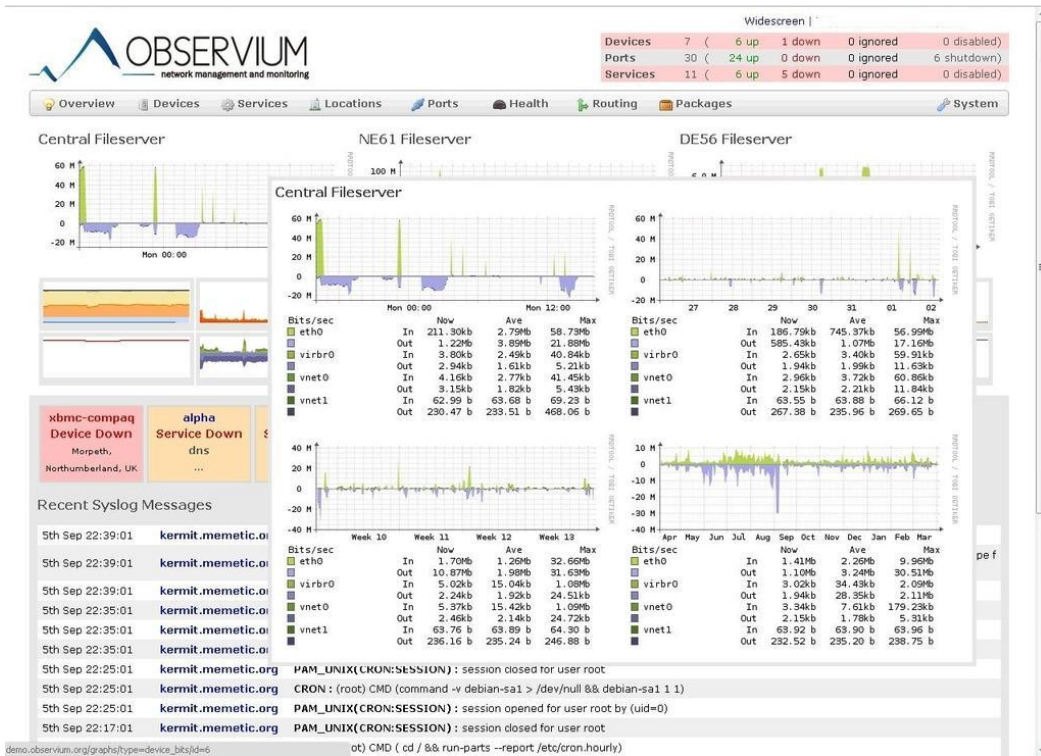 Widescreen |
OBSERVIUM
network management and monitoring
Devices 7 ( 6 up 1 down 0 ignored 0 disabled)
Ports 30 ( 24 up 0 down 0 ignored 6 shutdown)
Services 11 ( 6 up 5 down 0 ignored 0 disabled)
Overview Devices Services Locations Ports Health Routing Packages System
Central Fileserver NE61 Fileserver DE56 Fileserver
60 M
40 M
20 M
0
-20 M
Mon 00:00
100 M
Central Fileserver
60 M
40 M
20 M
0
-20 M
Mon 00:00 Mon 12:00
RRDTOOL / TOBI OETIKER
Bits/sec Now Ave Max
eth0 In 211.30kb 2.79Mb 58.73Mb
Out 1.22Mb 3.89Mb 21.88Mb
virbr0 In 3.80kb 2.49kb 40.84kb
Out 2.94kb 1.61kb 5.21kb
vnet0 In 4.16kb 2.77kb 41.45kb
Out 3.15kb 1.82kb 5.43kb
vnet1 In 62.99 b 63.68 b 69.23 b
Out 230.47 b 233.51 b 468.06 b
60 M
40 M
20 M
0
-20 M
27 28 29 30 31 01 02
RRDTOOL / TOBI OETIKER
Bits/sec Now Ave Max
eth0 In 186.79kb 745.37kb 56.99Mb
Out 585.43kb 1.07Mb 17.16Mb
virbr0 In 2.65kb 3.40kb 59.91kb
Out 1.94kb 1.99kb 11.63kb
vnet0 In 2.96kb 3.72kb 60.86kb
Out 2.15kb 2.21kb 11.84kb
vnet1 In 63.55 b 63.88 b 66.12 b
Out 267.38 b 235.96 b 269.65 b
40 M
20 M
0
-20 M
-40 M
Week 10 Week 11 Week 12 Week 13
RRDTOOL / TOBI OETIKER
Bits/sec Now Ave Max
eth0 In 1.70Mb 1.26Mb 32.66Mb
Out 10.87Mb 1.98Mb 31.63Mb
virbr0 In 5.02kb 15.04kb 1.08Mb
Out 2.24kb 1.92kb 24.51kb
vnet0 In 5.37kb 15.42kb 1.09Mb
Out 2.46kb 2.14kb 24.72kb
vnet1 In 63.76 b 63.89 b 64.30 b
Out 236.16 b 235.24 b 246.88 b
10 M
0
-10 M
-20 M
-30 M
-40 M
Apr May Jun Jul Aug Sep Oct Nov Dec Jan Feb Mar
RRDTOOL / TOBI OETIKER
Bits/sec Now Ave Max
eth0 In 1.41Mb 2.26Mb 9.96Mb
Out 1.10Mb 3.24Mb 30.51Mb
virbr0 In 3.02kb 34.43kb 2.09Mb
Out 1.94kb 28.35kb 2.11Mb
vnet0 In 3.34kb 7.61kb 179.23kb
Out 2.15kb 1.78kb 5.31kb
vnet1 In 63.92 b 63.90 b 63.96 b
Out 232.52 b 235.20 b 238.75 b
xbmc-compaq
Device Down
Morpeth,
Northumberland, UK
alpha
Service Down
dns
...
Recent Syslog Messages
5th Sep 22:39:01 kermit.memetic.or
5th Sep 22:39:01 kermit.memetic.or
5th Sep 22:39:01 kermit.memetic.or
5th Sep 22:35:01 kermit.memetic.or
5th Sep 22:35:01 kermit.memetic.or
5th Sep 22:35:01 kermit.memetic.or
5th Sep 22:25:01 kermit.memetic.org PAM_UNIX(CRON:SESSION) : session closed for user root
5th Sep 22:25:01 kermit.memetic.org CRON : (root) CMD (command -v debian-sa1 > /dev/null && debian-sa1 1 1)
5th Sep 22:25:01 kermit.memetic.org PAM_UNIX(CRON:SESSION) : session opened for user root by (uid=0)
5th Sep 22:17:01 kermit.memetic.org PAM_UNIX(CRON:SESSION) : session closed for user root
ot) CMD ( cd / && run-parts --report /etc/cron.hourly)
demo.observium.org/graphs/type=device_bits/id=6